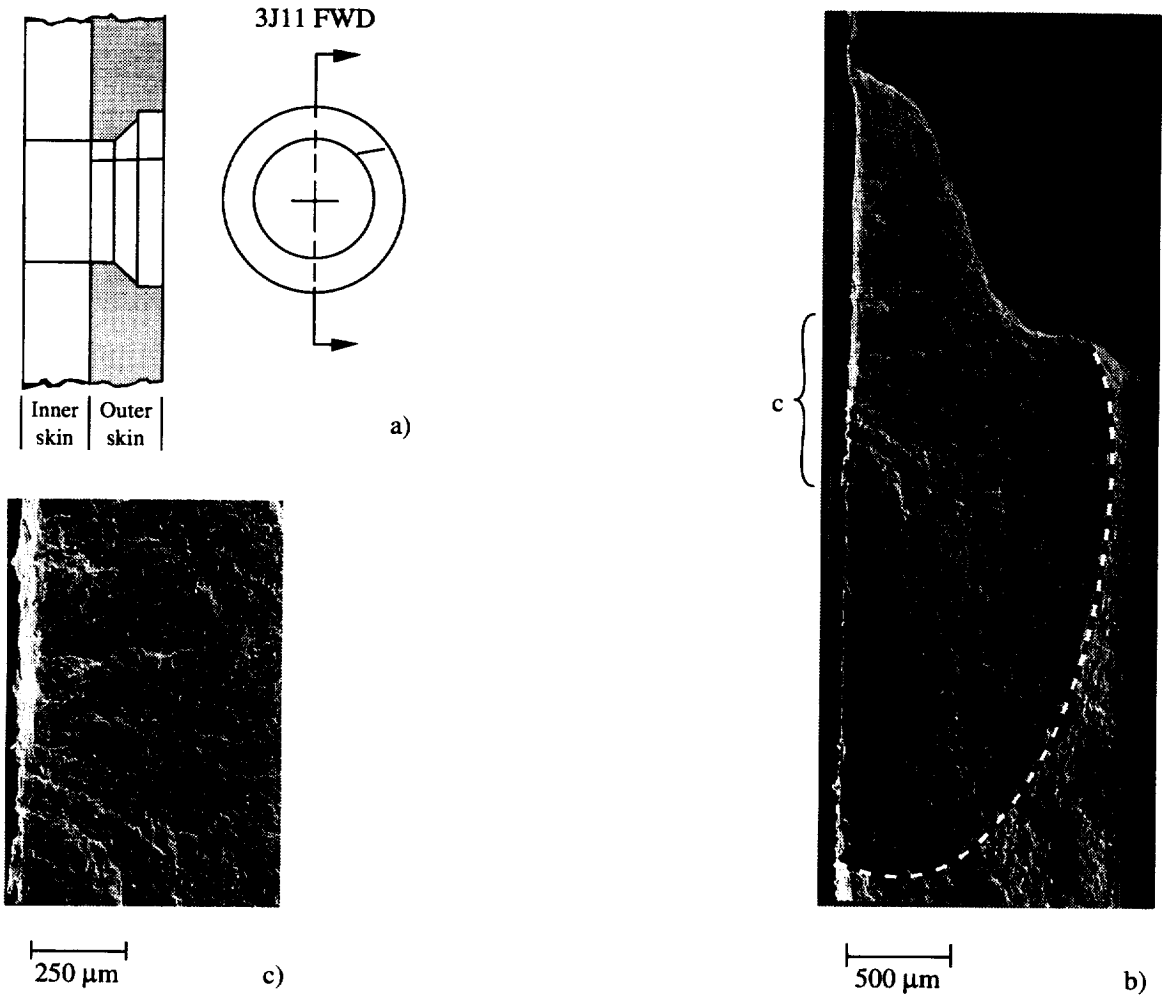 3J11 FWD
Inner
skin
Outer
skin
a)
c
250 μm
c)
500 μm
b)